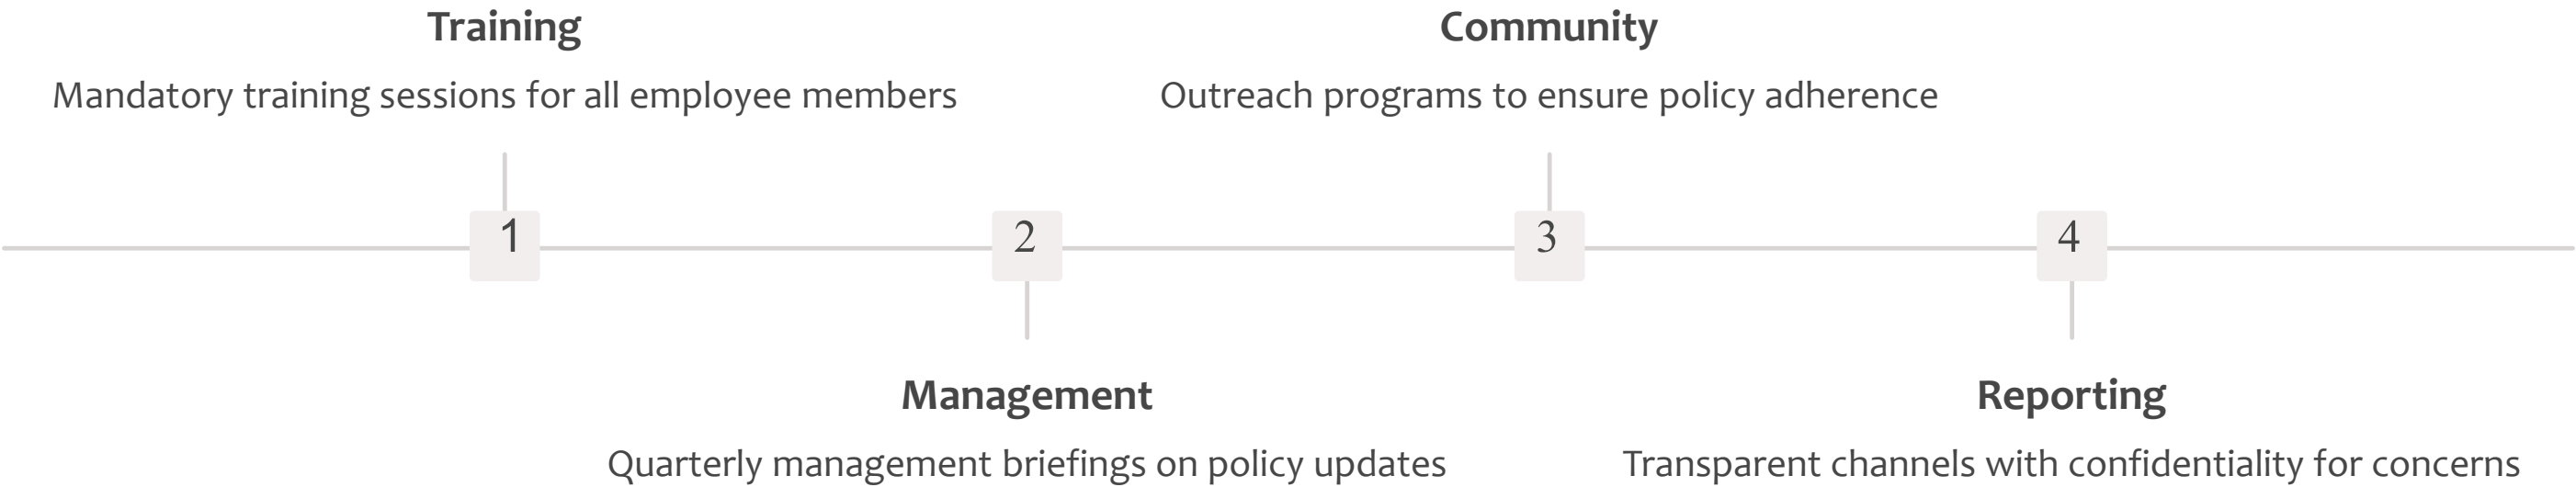 Training
Mandatory training sessions for all employee members
Community
Outreach programs to ensure policy adherence
1
2
3
4
Management
Quarterly management briefings on policy updates
Reporting
Transparent channels with confidentiality for concerns